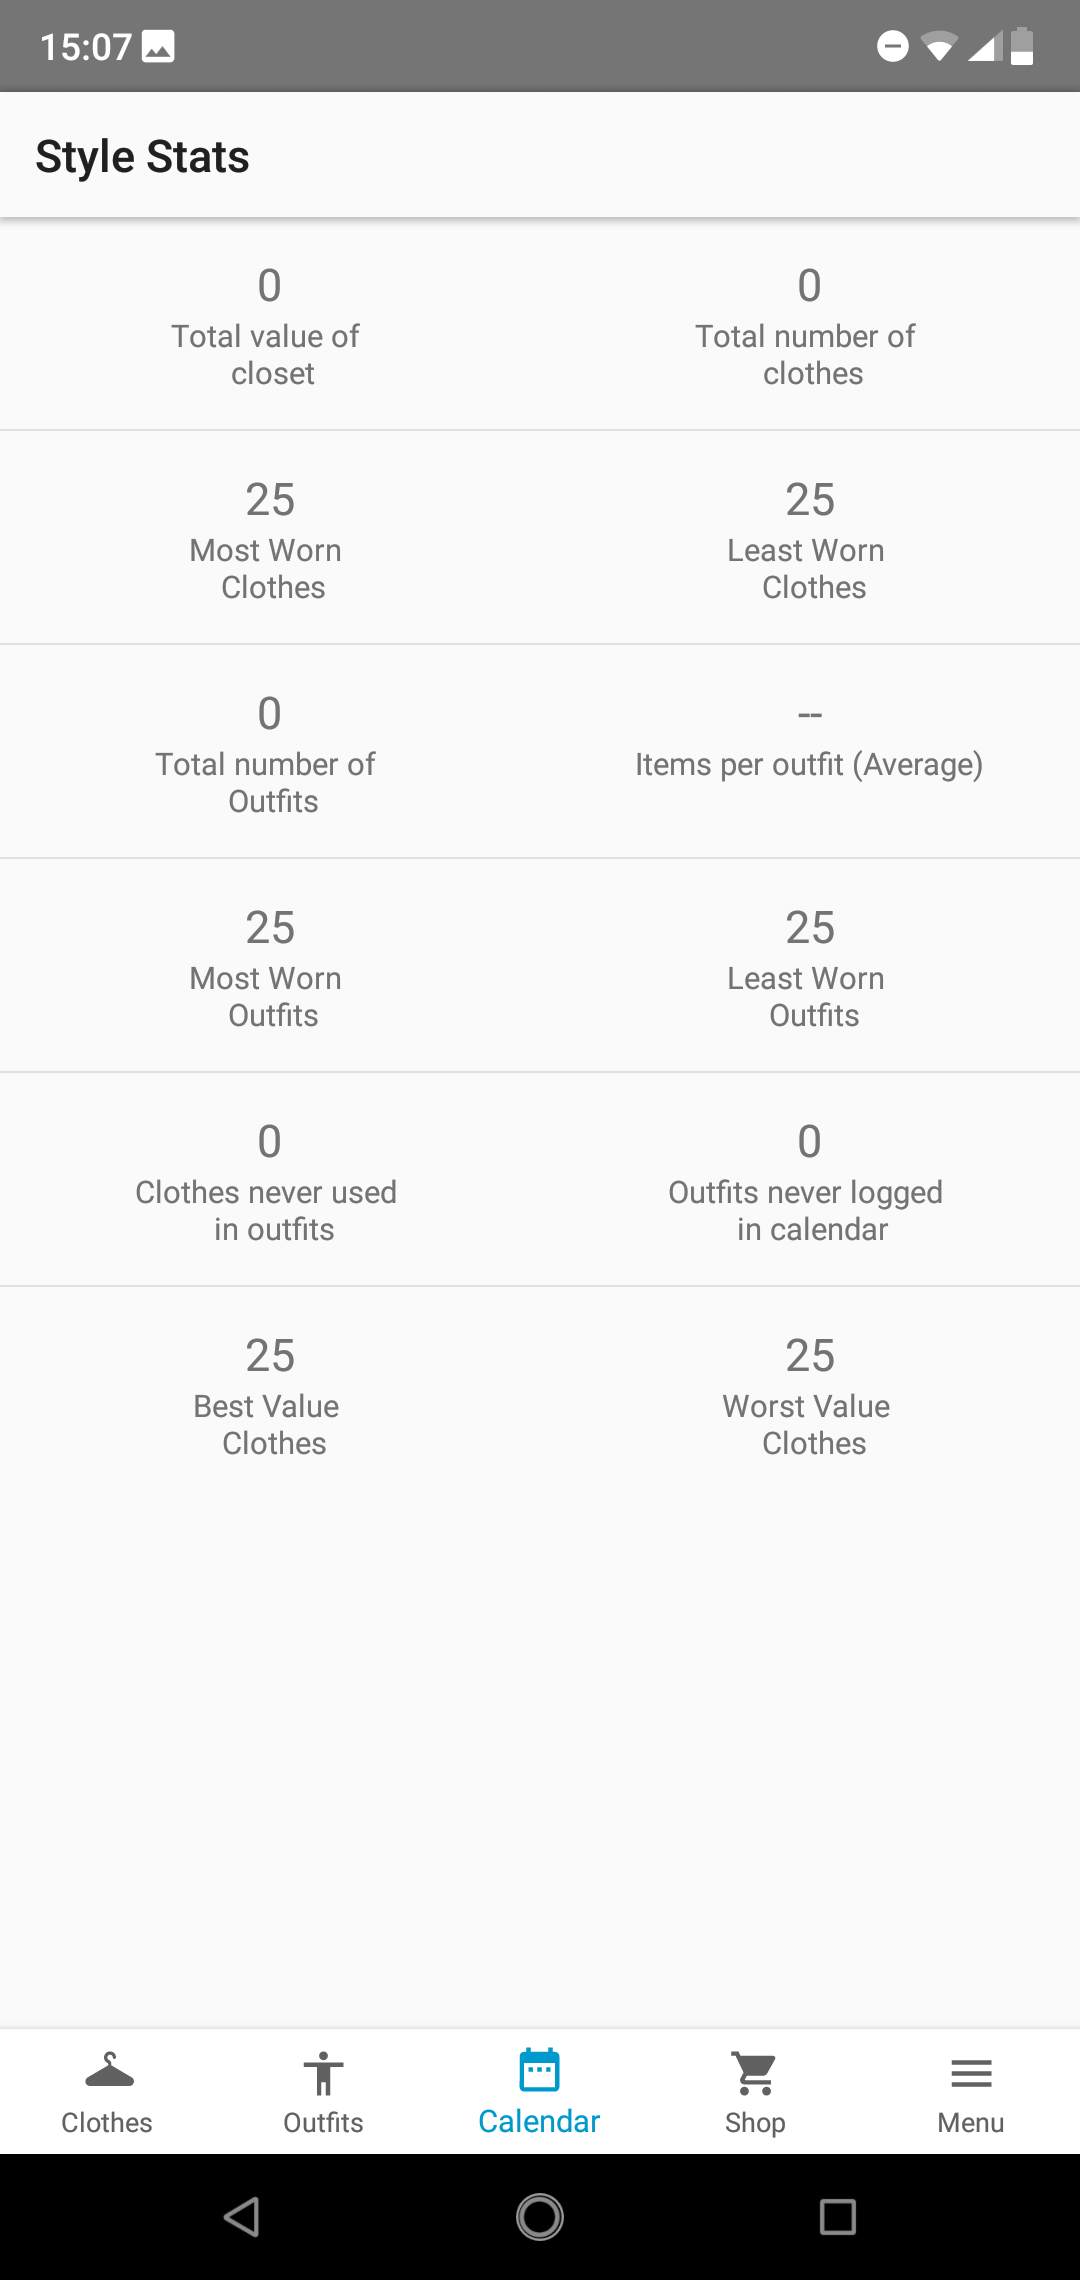 15:07
Style Stats
0
Total value of
closet
0
Total number of
clothes
25
Most Worn
Clothes
25
Least Worn
Clothes
0
Total number of
Outfits
--
Items per outfit (Average)
25
Most Worn
Outfits
25
Least Worn
Outfits
0
Clothes never used
in outfits
0
Outfits never logged
in calendar
25
Best Value
Clothes
25
Worst Value
Clothes
Clothes
Outfits
Calendar
Shop
Menu